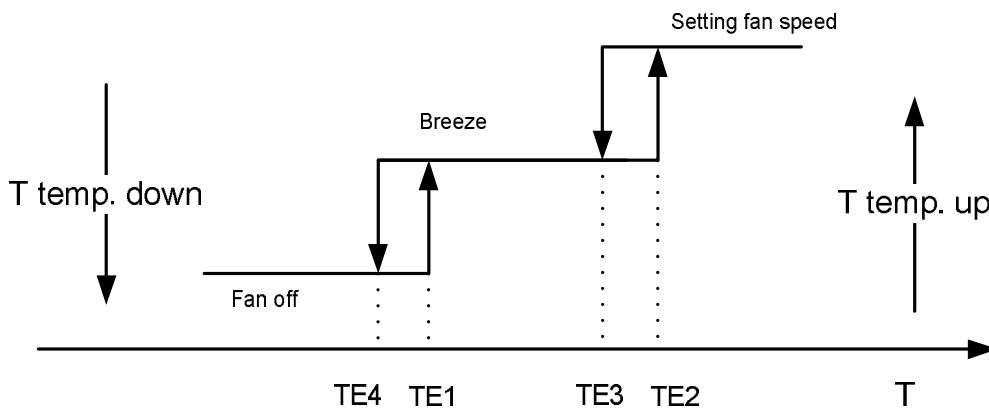 Setting fan speed
Breeze
T temp. down
T temp. up
Fan off
TE4 TE1 TE3 TE2 T